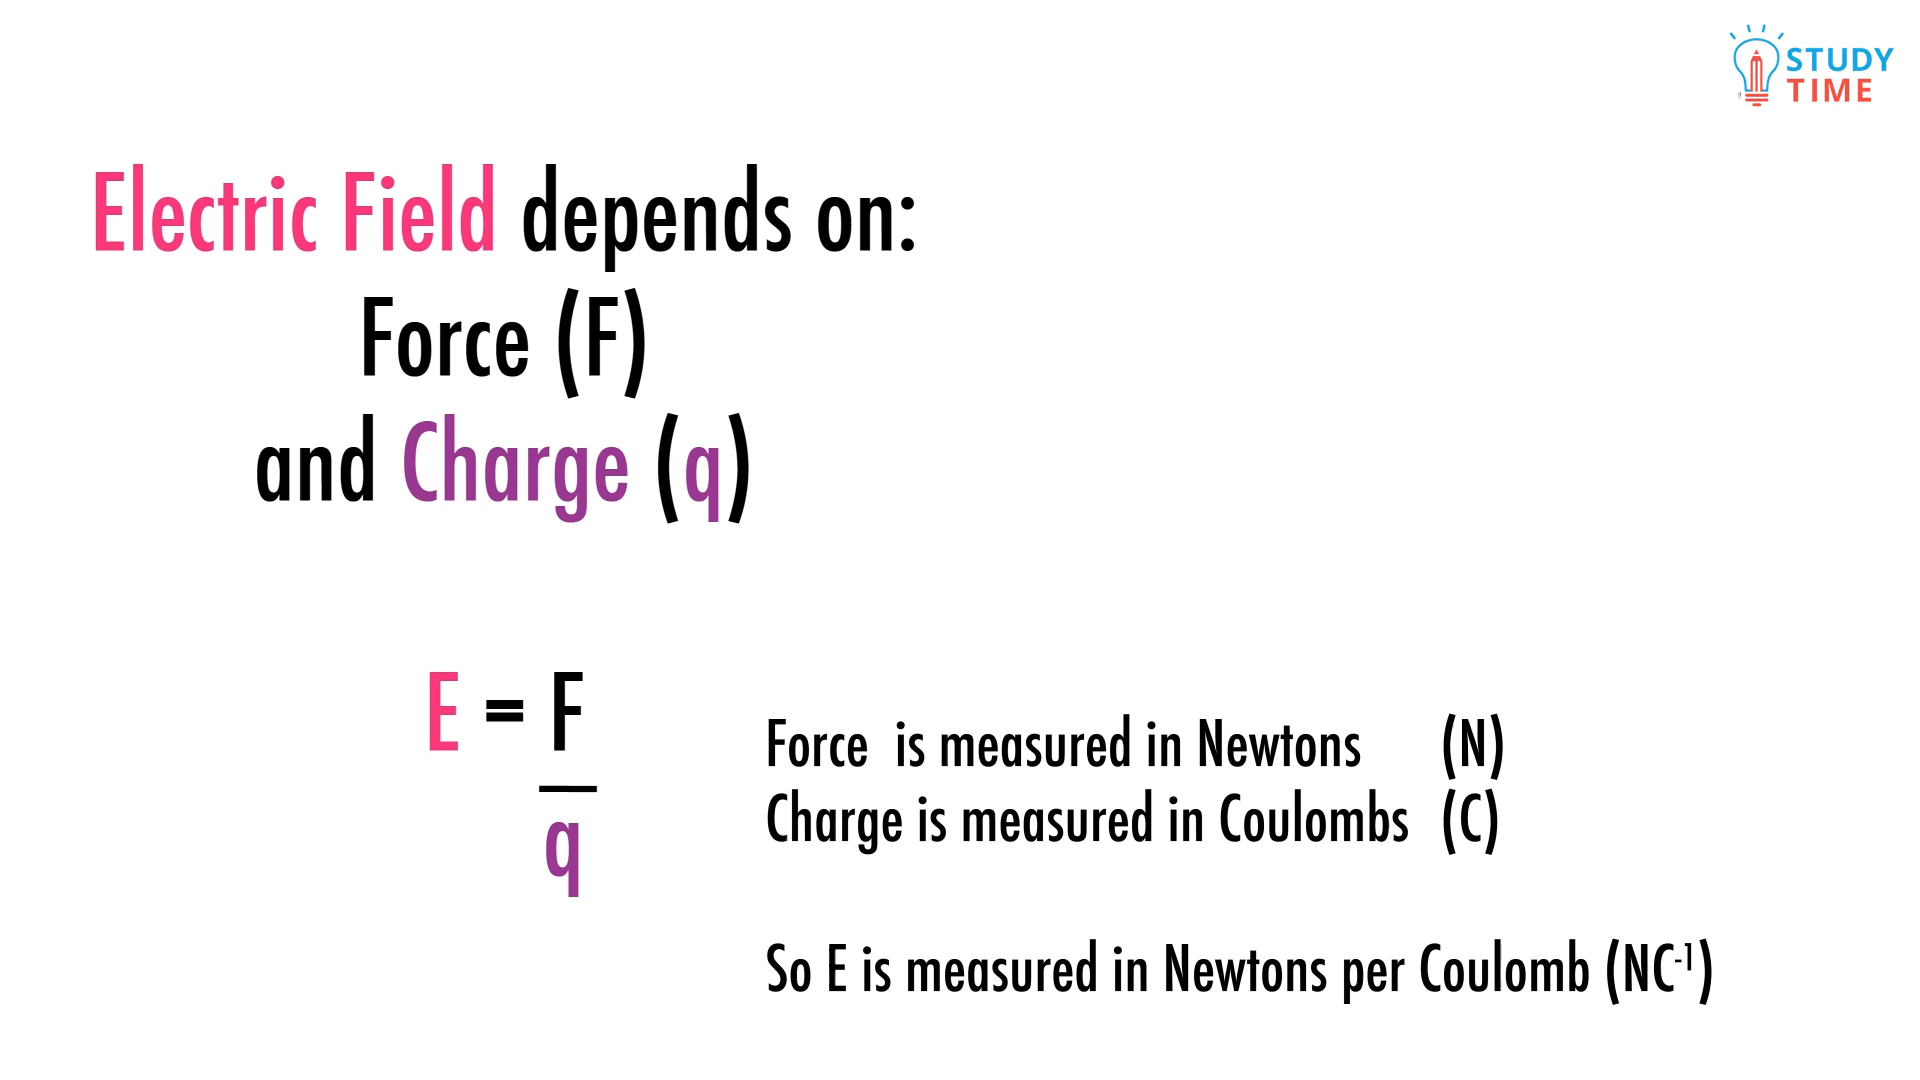 STUDY
TIME
Electric Field depends on:
Force (F)
and Charge (q)
E = F
q
Force is measured in Newtons (N)
Charge is measured in Coulombs (C)
So E is measured in Newtons per Coulomb (NC⁻¹)